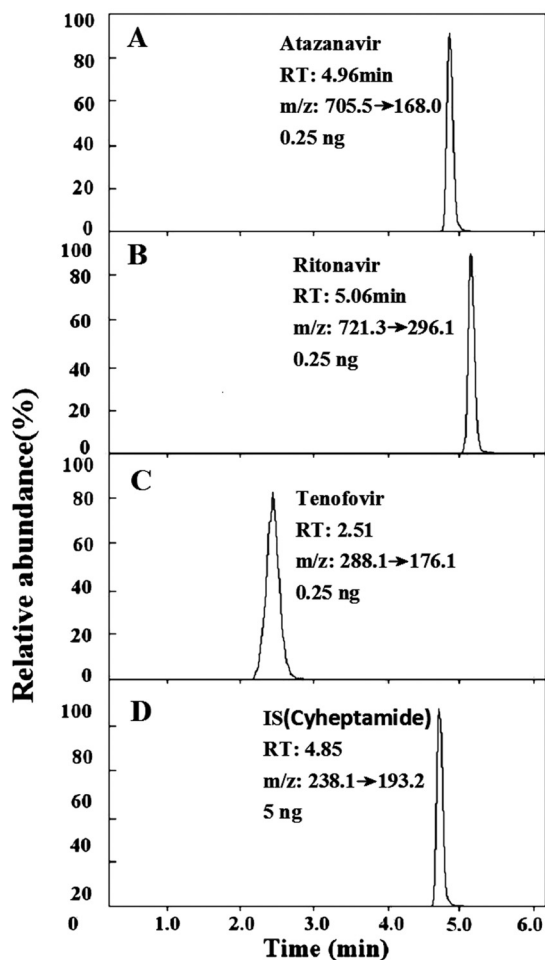 Relative abundance(%)
100
80
60
40
20
0
A
Atazanavir
RT: 4.96min
m/z: 705.5→168.0
0.25 ng
80
60
40
20
0
B
Ritonavir
RT: 5.06min
m/z: 721.3→296.1
0.25 ng
100
80
60
40
20
0
C
Tenofovir
RT: 2.51
m/z: 288.1→176.1
0.25 ng
100
80
60
40
20
D
IS(Cyheptamide)
RT: 4.85
m/z: 238.1→193.2
5 ng
0 1.0 2.0 3.0 4.0 5.0 6.0
Time (min)